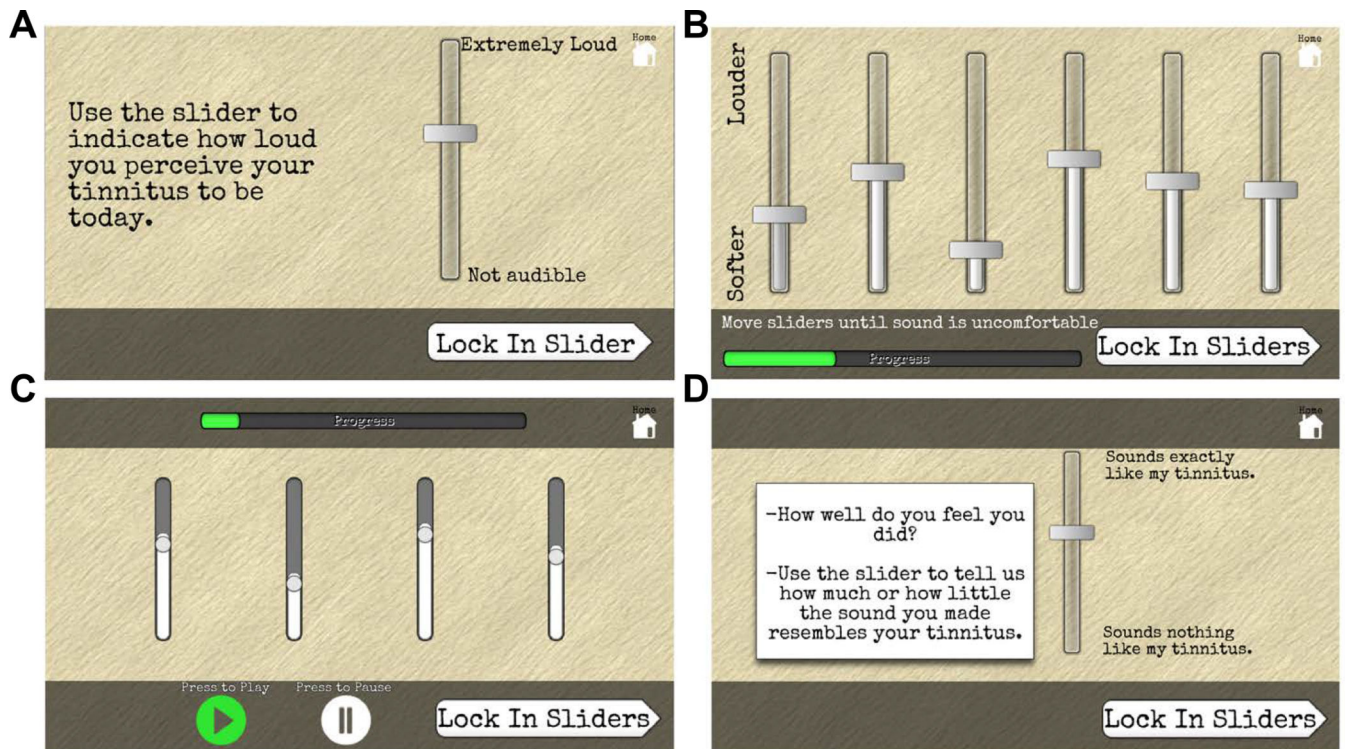 A
Extremely Loud
Home
Use the slider to
indicate how loud
you perceive your
tinnitus to be
today.
Not audible
Lock In Slider
B
Home
Louder
Softer
Move sliders until sound is uncomfortable
Progress
Lock In Sliders
C
Progress
Home
Press to Play
Press to Pause
Lock In Sliders
D
Home
Sounds exactly
like my tinnitus.
-How well do you feel you
did?
-Use the slider to tell us
how much or how little
the sound you made
resembles your tinnitus.
Sounds nothing
like my tinnitus.
Lock In Sliders